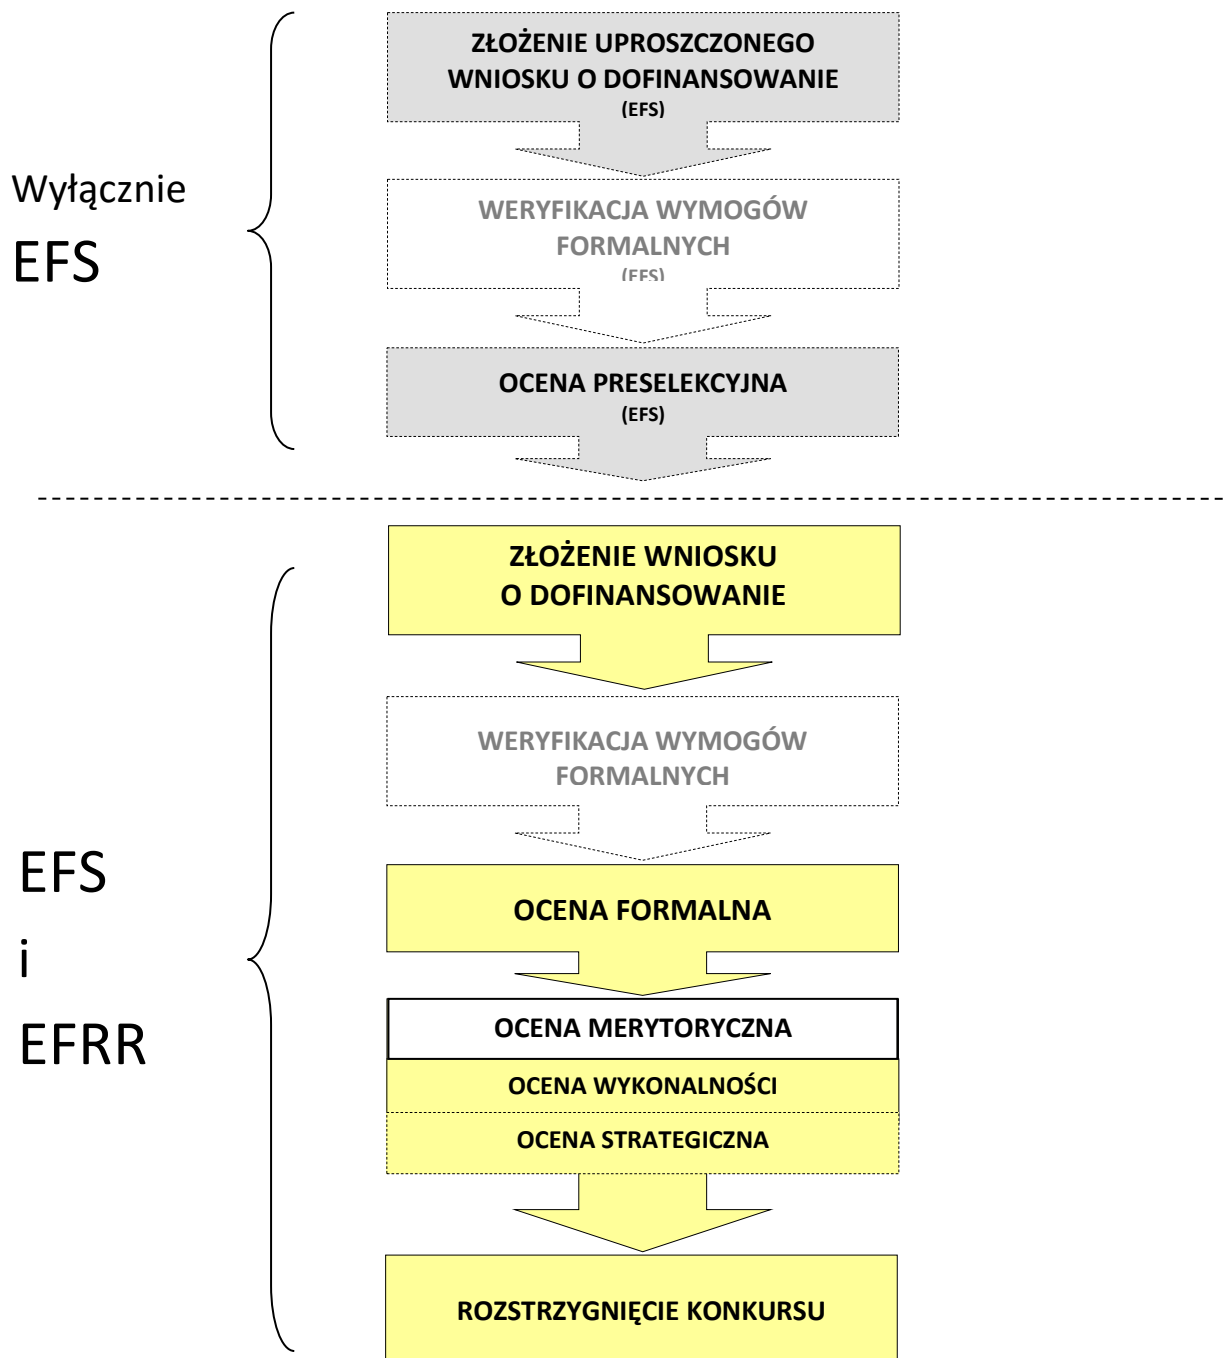 ZŁOŻENIE UPROSZCZONEGO
WNIOSKU O DOFINANSOWANIE
(EFS)
Wyłącznie
EFS
WERYFIKACJA WYMOGÓW
FORMALNYCH
(EFS)
OCENA PRESELEKCYJNA
(EFS)
ZŁOŻENIE WNIOSKU
O DOFINANSOWANIE
WERYFIKACJA WYMOGÓW
FORMALNYCH
EFS
i
EFRR
OCENA FORMALNA
OCENA MERYTORYCZNA
OCENA WYKONALNOŚCI
OCENA STRATEGICZNA
ROZSTRZYGNIĘCIE KONKURSU